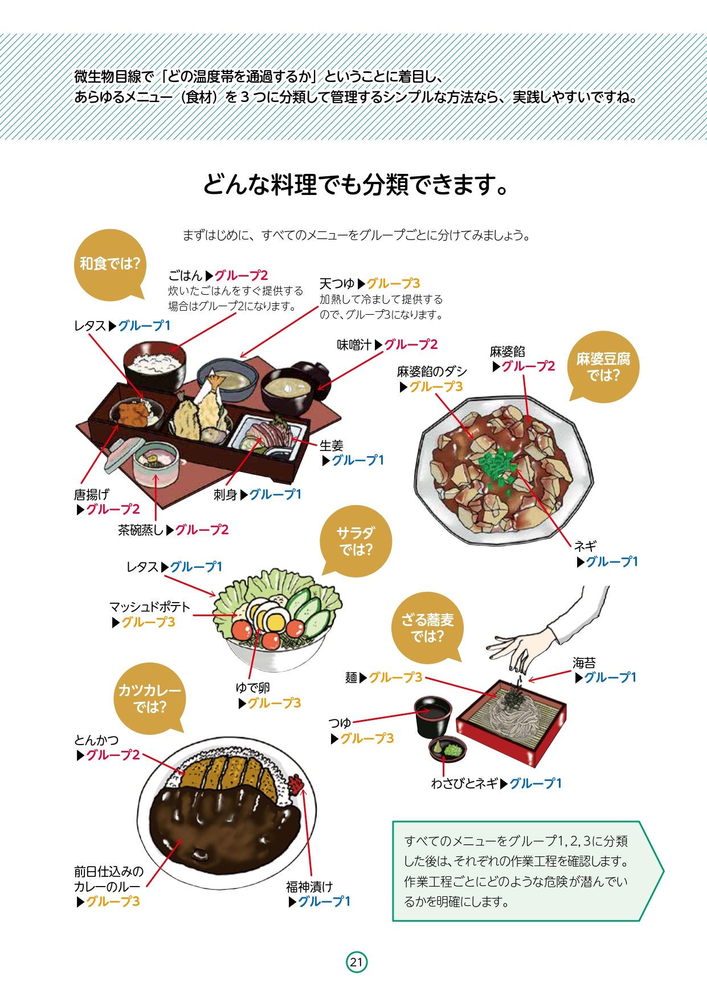 微生物目線で「どの温度帯を通過するか」ということに着目し、
あらゆるメニュー（食材）を３つに分類して管理するシンプルな方法なら、実践しやすいですね。
どんな料理でも分類できます。
まずはじめに、すべてのメニューをグループごとに分けてみましょう。
和食では？
ごはん▶グループ2
炊いたごはんをすぐ提供する
場合はグループ2になります。
天つゆ▶グループ3
加熱して冷まして提供する
ので、グループ3になります。
レタス▶グループ1
味噌汁▶グループ2
生姜
▶グループ1
唐揚げ
▶グループ2
刺身▶グループ1
茶碗蒸し▶グループ2
麻婆豆腐
では？
麻婆餡
▶グループ2
麻婆餡のダシ
▶グループ3
ネギ
▶グループ1
サラダ
では？
レタス▶グループ1
マッシュドポテト
▶グループ3
ゆで卵
▶グループ3
ざる蕎麦
では？
海苔
▶グループ1
麺▶グループ3
つゆ
▶グループ3
わさびとネギ▶グループ1
カツカレー
では？
とんかつ
▶グループ2
前日仕込みの
カレーのルー
▶グループ3
福神漬け
▶グループ1
すべてのメニューをグループ1,2,3に分類
した後は、それぞれの作業工程を確認します。
作業工程ごとにどのような危険が潜んでい
るかを明確にします。
21